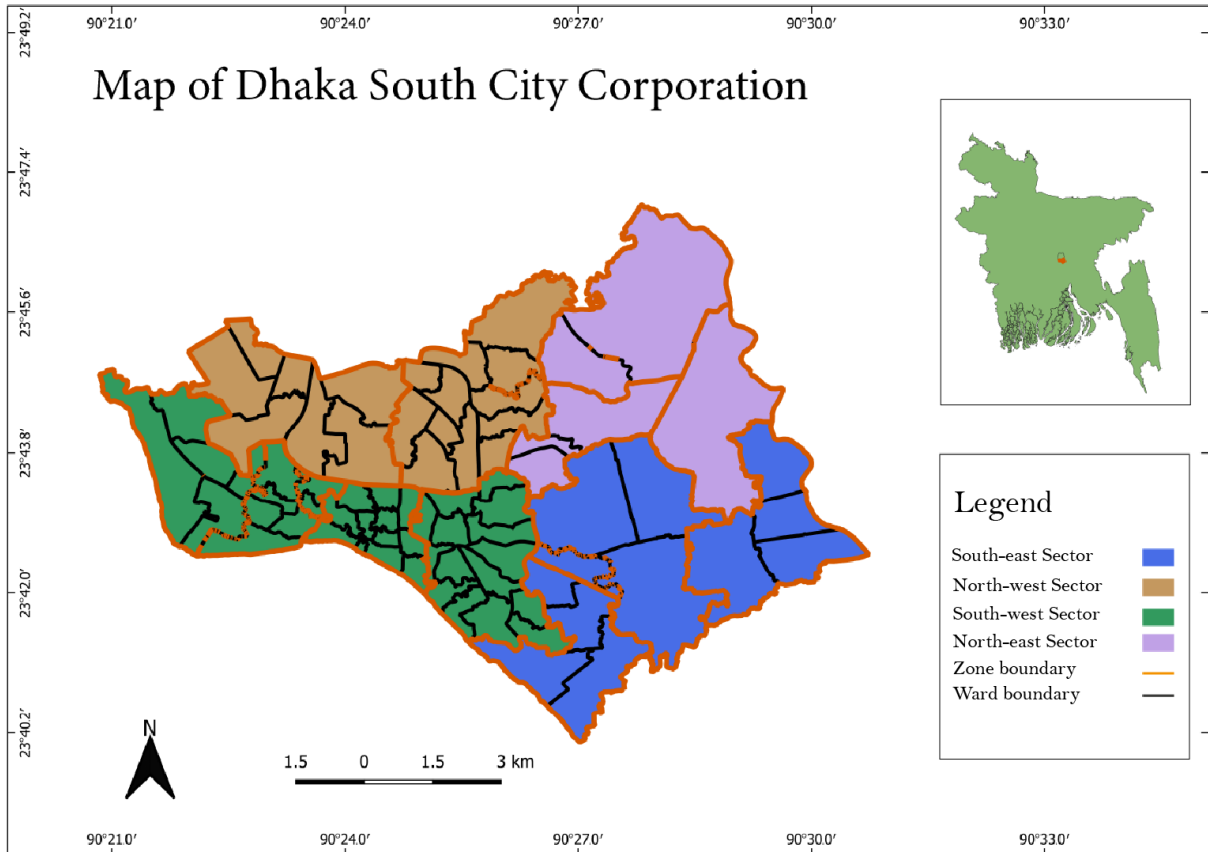 90°21.0′ 90°24.0′ 90°27.0′ 90°30.0′ 90°33.0′
23°49.2′
Map of Dhaka South City Corporation
23°47.4′
23°45.6′
23°43.8′
23°42.0′
23°40.2′
Legend
South-east Sector
North-west Sector
South-west Sector
North-east Sector
Zone boundary
Ward boundary
N
1.5 0 1.5 3 km
90°21.0′ 90°24.0′ 90°27.0′ 90°30.0′ 90°33.0′